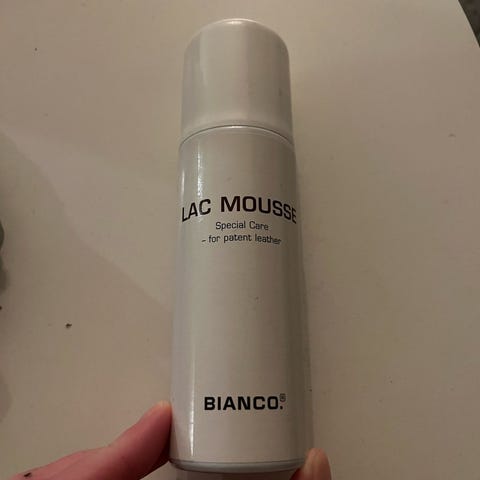 LAC MOUSSE
Special Care
– for patent leather
BIANCO.®